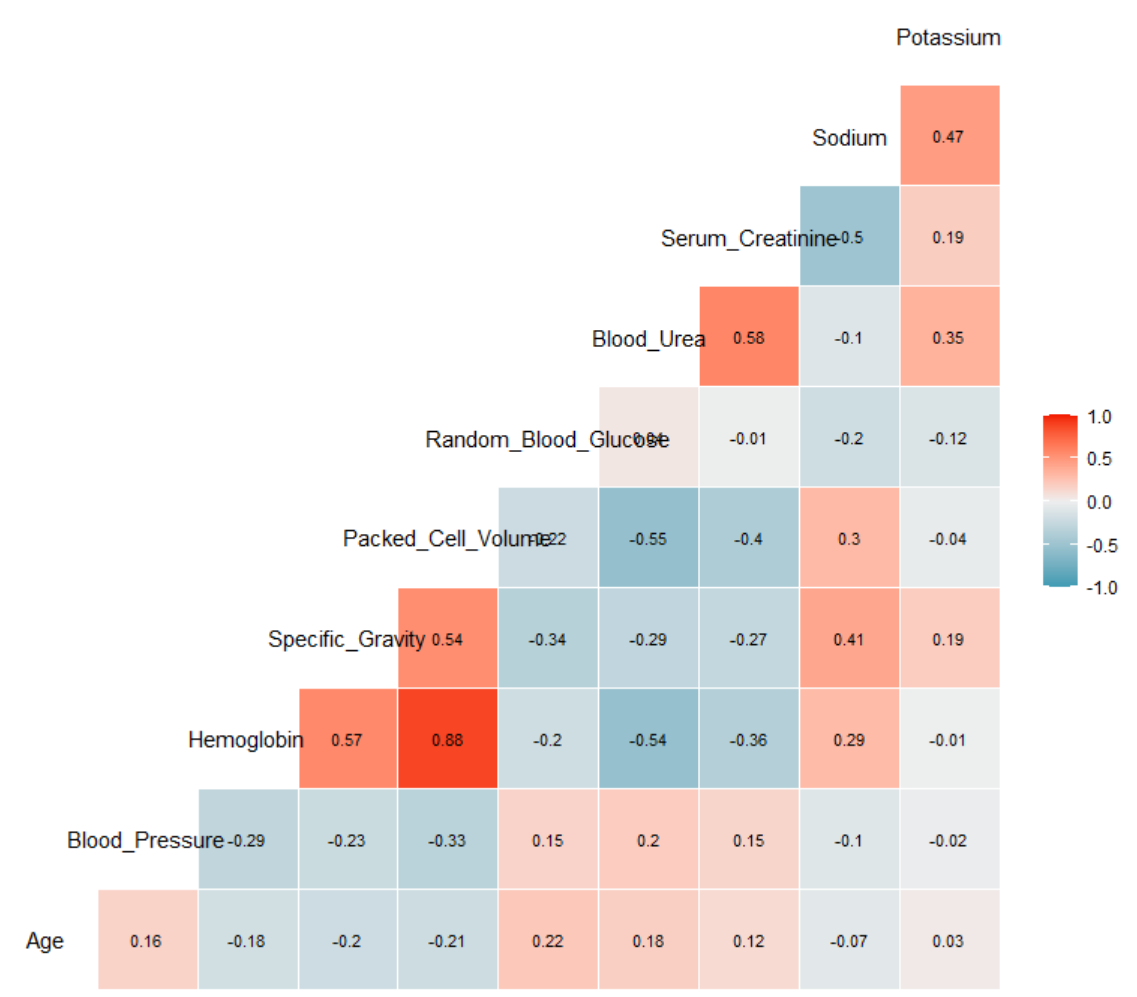 Potassium
Sodium 0.47
Serum_Creatinine -0.5 0.19
Blood_Urea 0.58 -0.1 0.35
Random_Blood_Glucose -0.01 -0.2 -0.12
Packed_Cell_Volume -0.22 -0.55 -0.4 0.3 -0.04
Specific_Gravity 0.54 -0.34 -0.29 -0.27 0.41 0.19
Hemoglobin 0.57 0.88 -0.2 -0.54 -0.36 0.29 -0.01
Blood_Pressure -0.29 -0.23 -0.33 0.15 0.2 0.15 -0.1 -0.02
Age 0.16 -0.18 -0.2 -0.21 0.22 0.18 0.12 -0.07 0.03
1.0
0.5
0.0
-0.5
-1.0